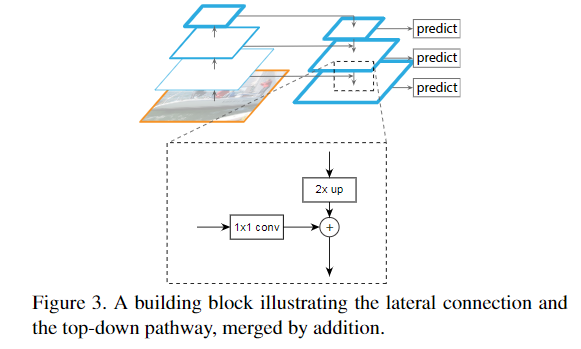 predict
predict
predict
2x up
1x1 conv
+
Figure 3. A building block illustrating the lateral connection and
the top-down pathway, merged by addition.